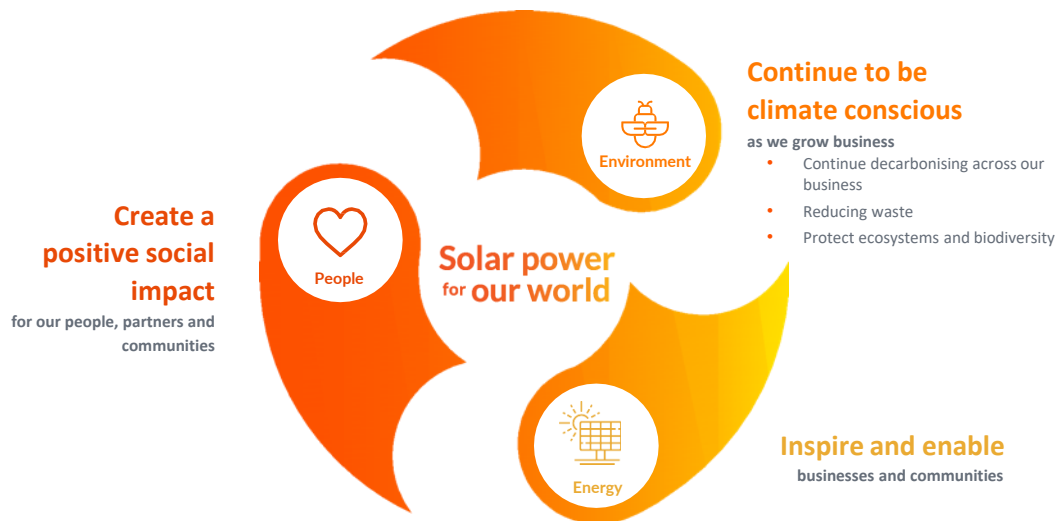 Continue to be
climate conscious
as we grow business
• Continue decarbonising across our
business
• Reducing waste
• Protect ecosystems and biodiversity
Environment
Create a
positive social
impact
for our people, partners and
communities
People
Solar power
for our world
Energy
Inspire and enable
businesses and communities